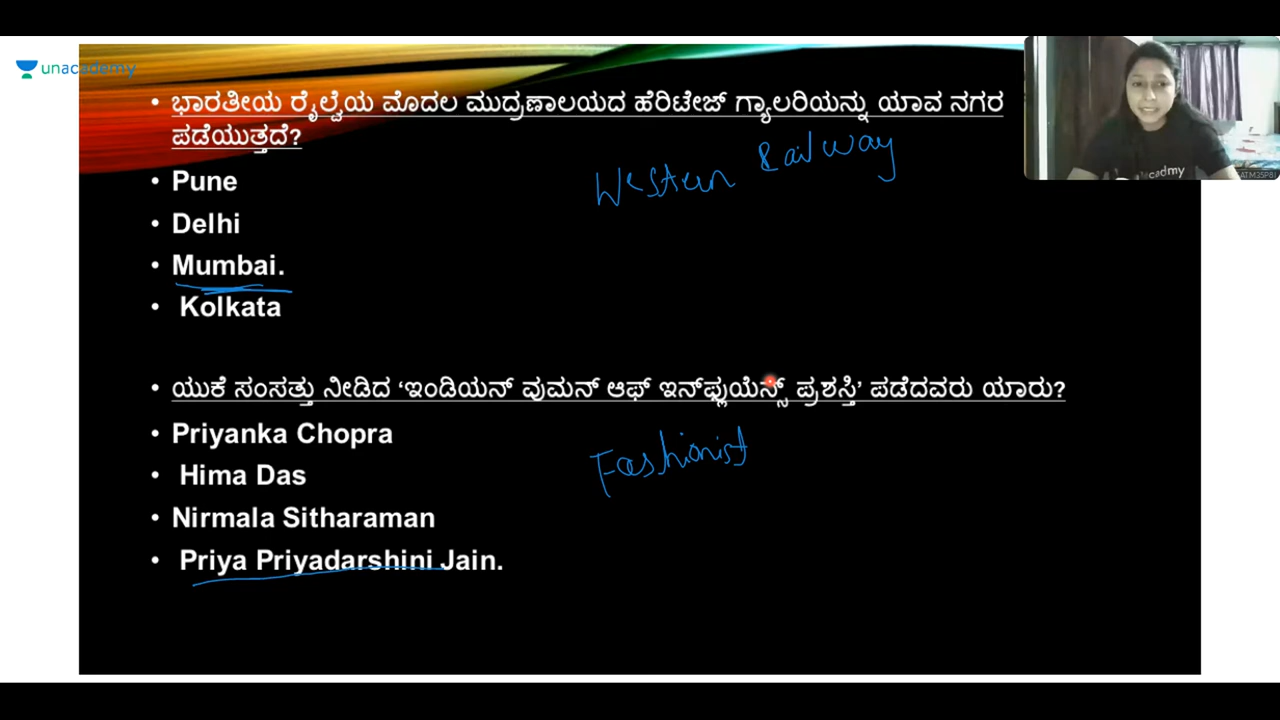 unacademy
• ಭಾರತೀಯ ರೈಲ್ವೆಯ ಮೊದಲ ಮುದ್ರಣಾಲಯದ ಹೆರಿಟೇಜ್ ಗ್ಯಾಲರಿಯನ್ನು ಯಾವ ನಗರ
ಪಡೆಯುತ್ತದೆ?
Western Railway
• Pune
• Delhi
• Mumbai.
• Kolkata
• ಯುಕೆ ಸಂಸತ್ತು ನೀಡಿದ ‘ಇಂಡಿಯನ್ ವುಮನ್ ಆಫ್ ಇನ್‌ಫ್ಲುಯೆನ್ಸ್ ಪ್ರಶಸ್ತಿ’ ಪಡೆದವರು ಯಾರು?
• Priyanka Chopra
Fashionist
• Hima Das
• Nirmala Sitharaman
• Priya Priyadarshini Jain.